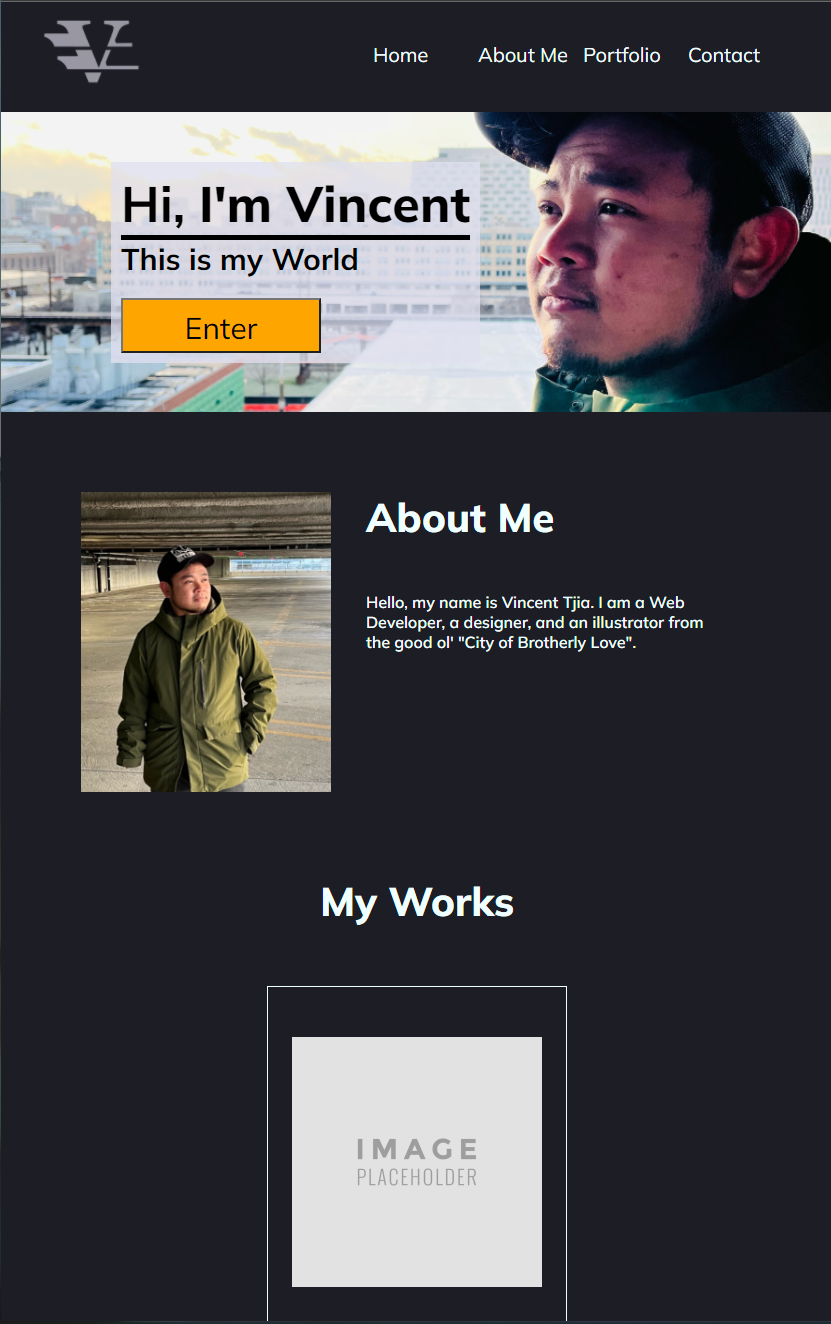 Home About Me Portfolio Contact
Hi, I'm Vincent
This is my World
Enter
About Me
Hello, my name is Vincent Tjia. I am a Web
Developer, a designer, and an illustrator from
the good ol' "City of Brotherly Love".
My Works
IMAGE
PLACEHOLDER